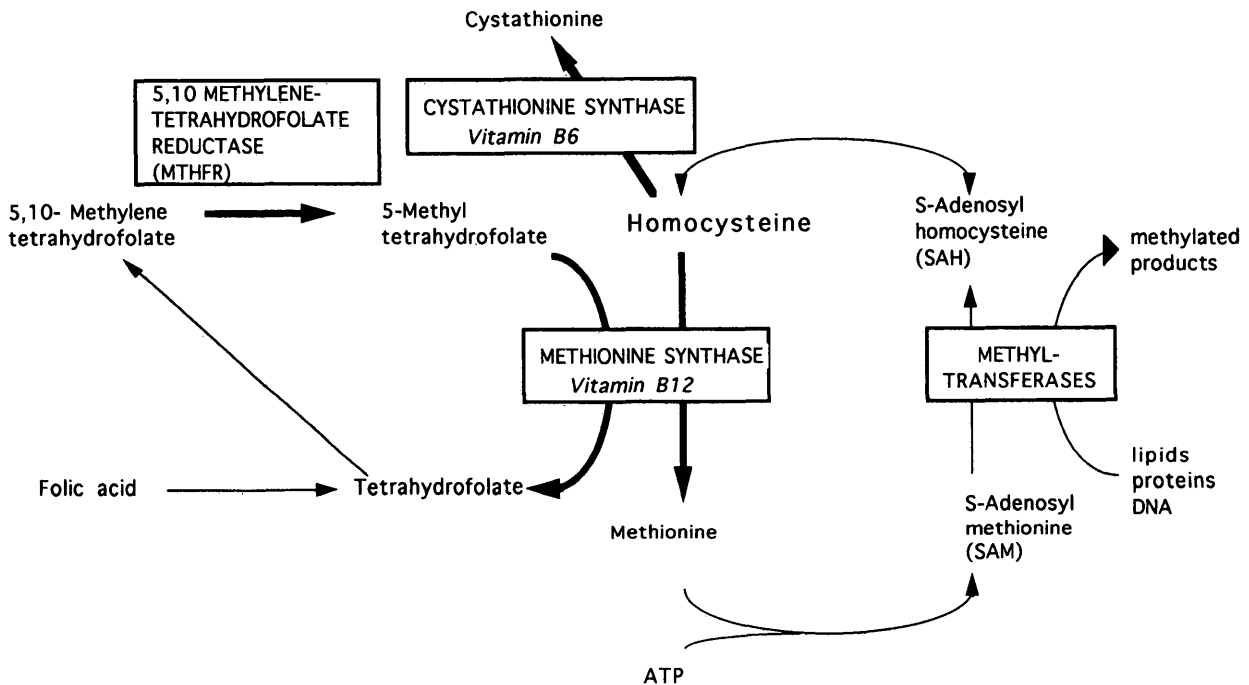 Cystathionine
5,10 METHYLENE-
TETRAHYDROFOLATE
REDUCTASE
(MTHFR)
CYSTATHIONINE SYNTHASE
Vitamin B6
5,10- Methylene
tetrahydrofolate
5-Methyl
tetrahydrofolate
Homocysteine
S-Adenosyl
homocysteine
(SAH)
methylated
products
METHIONINE SYNTHASE
Vitamin B12
METHYL-
TRANSFERASES
Folic acid
Tetrahydrofolate
Methionine
S-Adenosyl
methionine
(SAM)
lipids
proteins
DNA
ATP